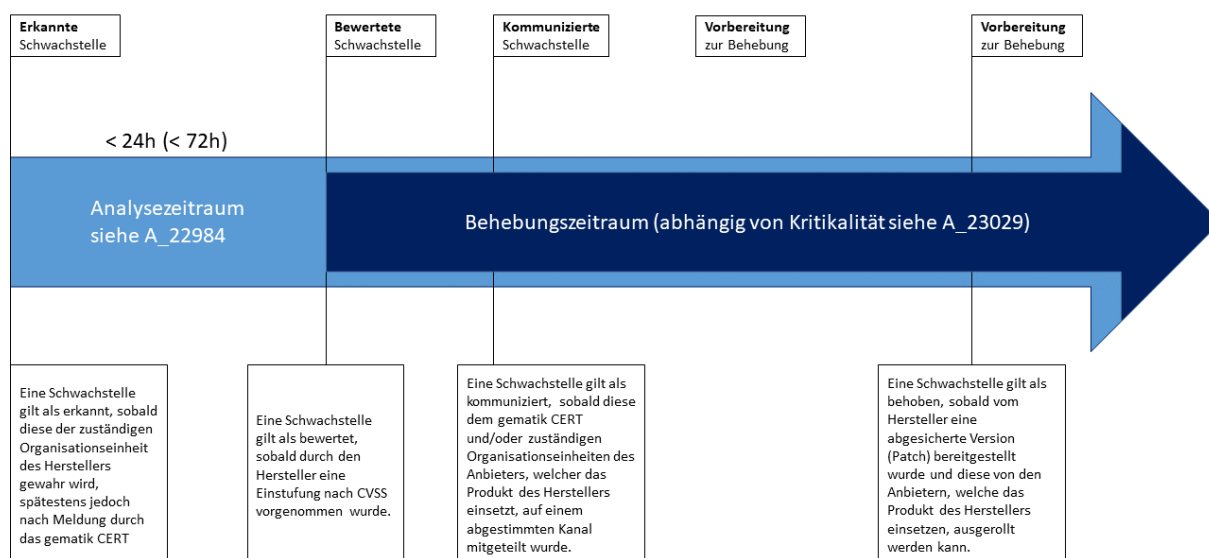 Erkannte
Schwachstelle
Bewertete
Schwachstelle
Kommunizierte
Schwachstelle
Vorbereitung
zur Behebung
Vorbereitung
zur Behebung
< 24h (< 72h)
Analysezeitraum
siehe A_22984
Behebungszeitraum (abhängig von Kritikalität siehe A_23029)
Eine Schwachstelle
gilt als erkannt, sobald
diese der zuständigen
Organisationseinheit
des Herstellers
gewahr wird,
spätestens jedoch
nach Meldung durch
das gematik CERT
Eine Schwachstelle
gilt als bewertet,
sobald durch den
Hersteller eine
Einstufung nach CVSS
vorgenommen wurde.
Eine Schwachstelle gilt als
kommuniziert, sobald diese
dem gematik CERT
und/oder zuständigen
Organisationseinheiten des
Anbieters, welcher das
Produkt des Herstellers
einsetzt, auf einem
abgestimmten Kanal
mitgeteilt wurde.
Eine Schwachstelle gilt als
behoben, sobald vom
Hersteller eine
abgesicherte Version
(Patch) bereitgestellt
wurde und diese von den
Anbietern, welche das
Produkt des Herstellers
einsetzen, ausgerollt
werden kann.